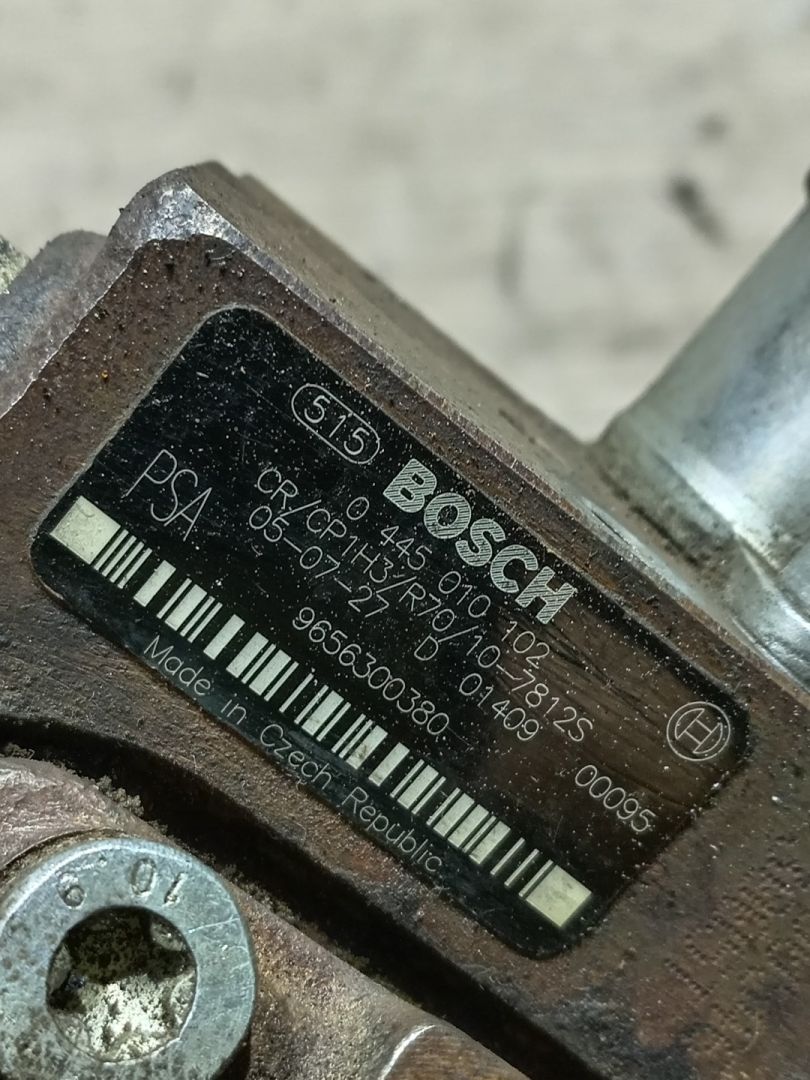 515
BOSCH
0 445 010 102
CR/CP1H3/R70/10-7812S
05-07-27 D 01409
PSA
9656300380
00095
Made in Czech Republic
10.9